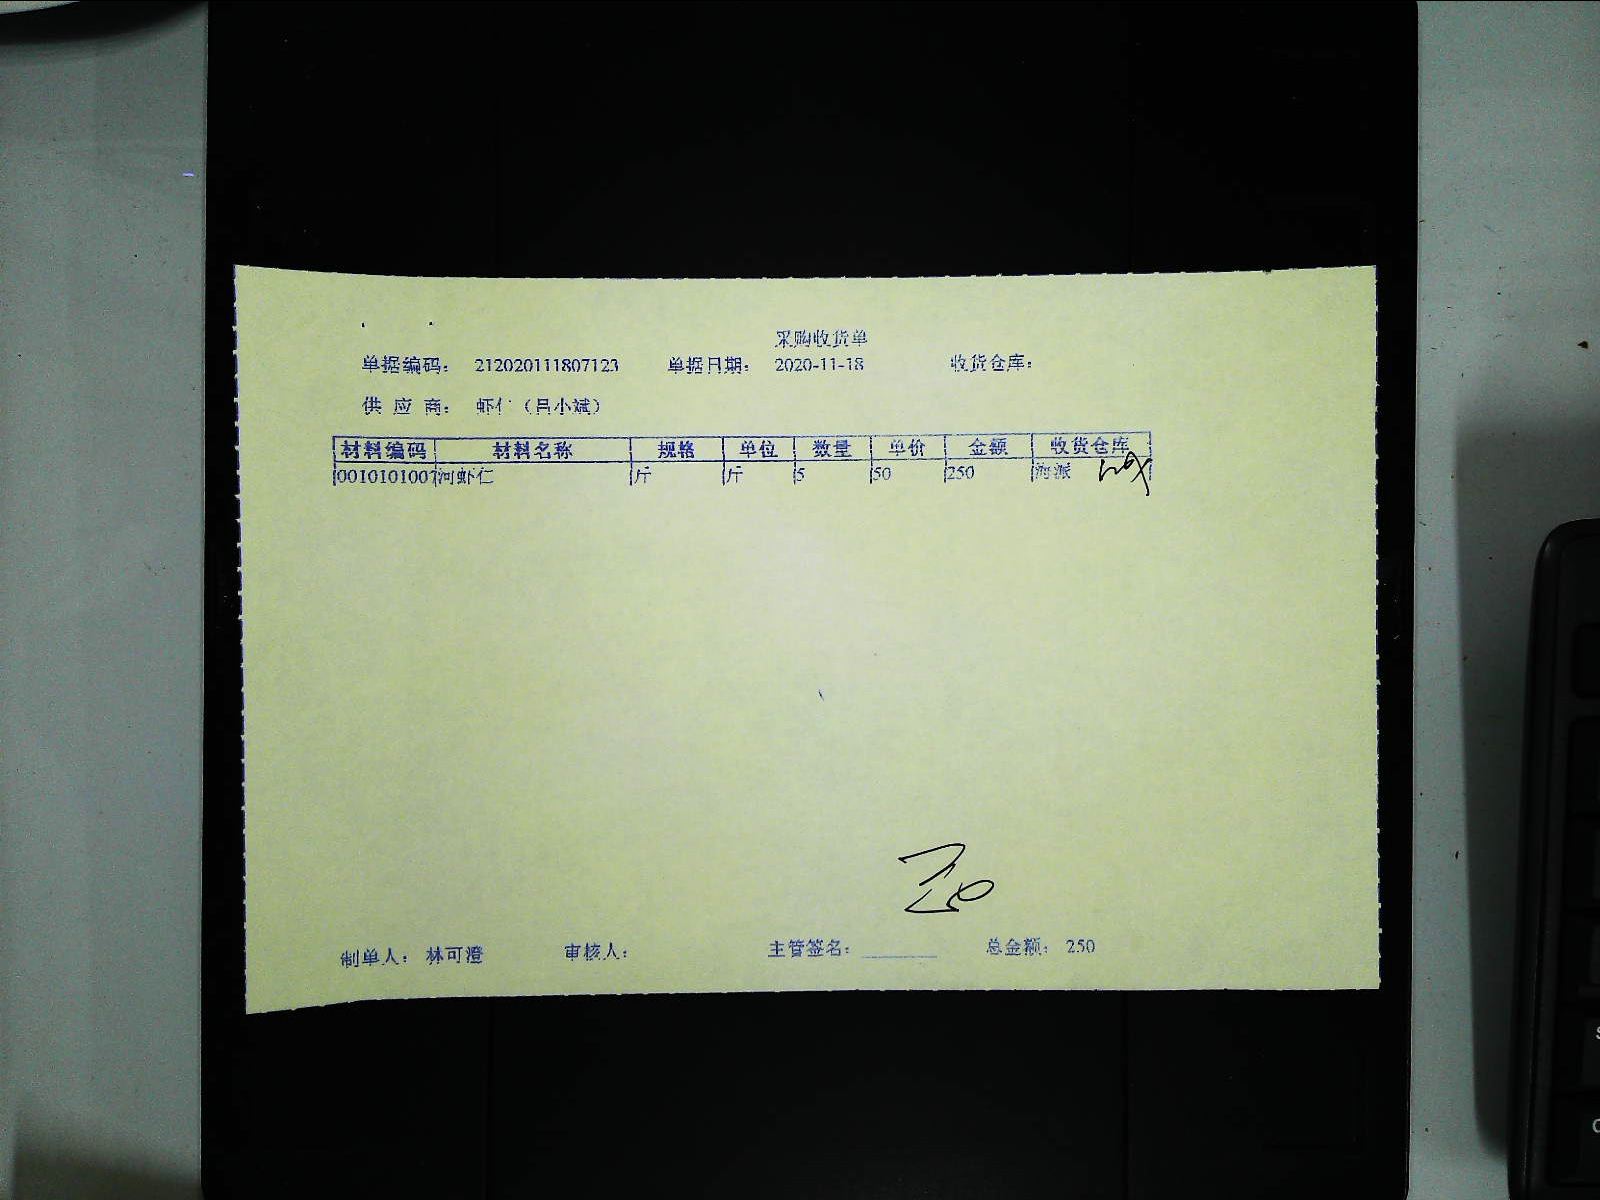 采购收货单
单据编码： 212020111807123 单据日期： 2020-11-18 收货仓库：
供 应 商： 虾仁（吕小斌）
材料编码 材料名称 规格 单位 数量 单价 金额 收货仓库
0010101007 河虾仁 斤 斤 5 50 250 海派
制单人： 林可澄 审核人： 主管签名： 总金额： 250